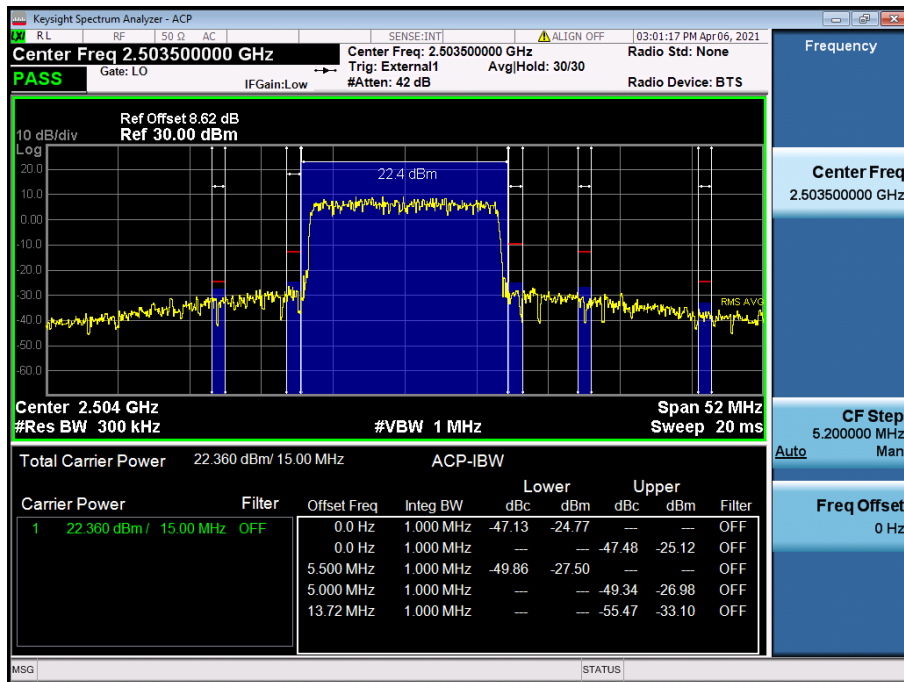 Keysight Spectrum Analyzer - ACP
LXI RL RF 50 Ω AC SENSE:INT ALIGN OFF 03:01:17 PM Apr 06, 2021
Center Freq 2.503500000 GHz
PASS
Gate: LO
IFGain:Low
Center Freq: 2.503500000 GHz
Trig: External1 Avg|Hold: 30/30
#Atten: 42 dB
Radio Std: None
Radio Device: BTS
Ref Offset 8.62 dB
10 dB/div Ref 30.00 dBm
Log
20.0
10.0
0.00
-10.0
-20.0
-30.0
-40.0
-50.0
-60.0
22.4 dBm
RMS AVG
Center 2.504 GHz Span 52 MHz
#Res BW 300 kHz #VBW 1 MHz Sweep 20 ms
Total Carrier Power 22.360 dBm/ 15.00 MHz ACP-IBW
Lower Upper
Carrier Power Filter Offset Freq Integ BW dBc dBm dBc dBm Filter
1 22.360 dBm / 15.00 MHz OFF 0.0 Hz 1.000 MHz -47.13 -24.77 --- --- OFF
0.0 Hz 1.000 MHz --- --- -47.48 -25.12 OFF
5.500 MHz 1.000 MHz -49.86 -27.50 --- --- OFF
5.000 MHz 1.000 MHz --- --- -49.34 -26.98 OFF
13.72 MHz 1.000 MHz --- --- -55.47 -33.10 OFF
MSG STATUS
Frequency
Center Freq
2.503500000 GHz
CF Step
5.200000 MHz
Auto Man
Freq Offset
0 Hz